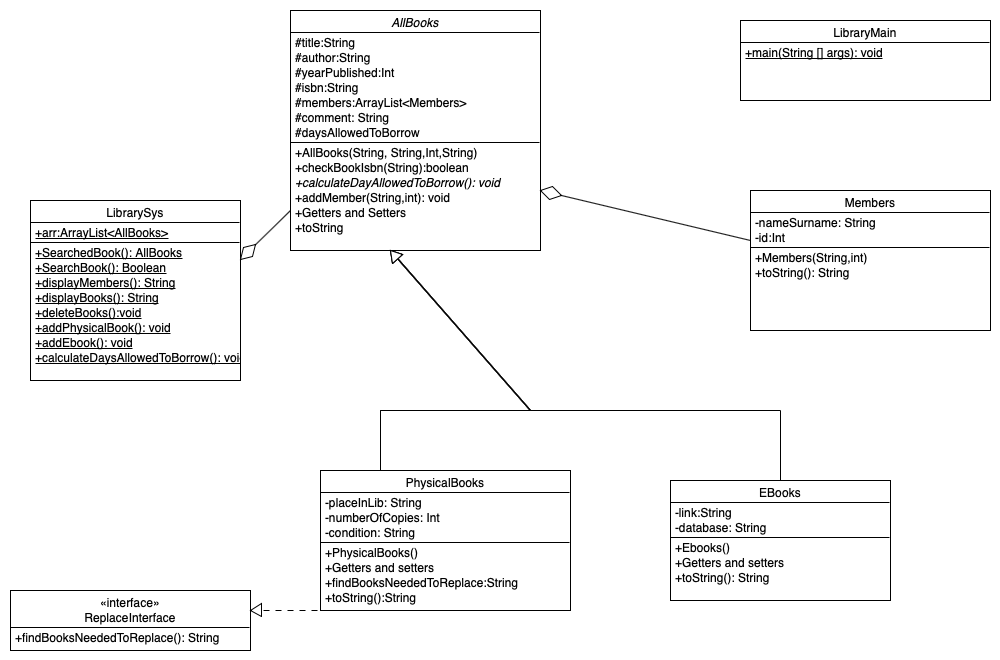 AllBooks
#title:String
#author:String
#yearPublished:Int
#isbn:String
#members:ArrayList<Members>
#comment: String
#daysAllowedToBorrow
+AllBooks(String, String,Int,String)
+checkBookIsbn(String):boolean
+calculateDayAllowedToBorrow(): void
+addMember(String,int): void
+Getters and Setters
+toString
LibraryMain
+main(String [] args): void
LibrarySys
+arr:ArrayList<AllBooks>
+SearchedBook(): AllBooks
+SearchBook(): Boolean
+displayMembers(): String
+displayBooks(): String
+deleteBooks():void
+addPhysicalBook(): void
+addEbook(): void
+calculateDaysAllowedToBorrow(): voi
Members
-nameSurname: String
-id:Int
+Members(String,int)
+toString(): String
PhysicalBooks
-placeInLib: String
-numberOfCopies: Int
-condition: String
+PhysicalBooks()
+Getters and setters
+findBooksNeededToReplace:String
+toString():String
EBooks
-link:String
-database: String
+Ebooks()
+Getters and setters
+toString(): String
«interface»
ReplaceInterface
+findBooksNeededToReplace(): String